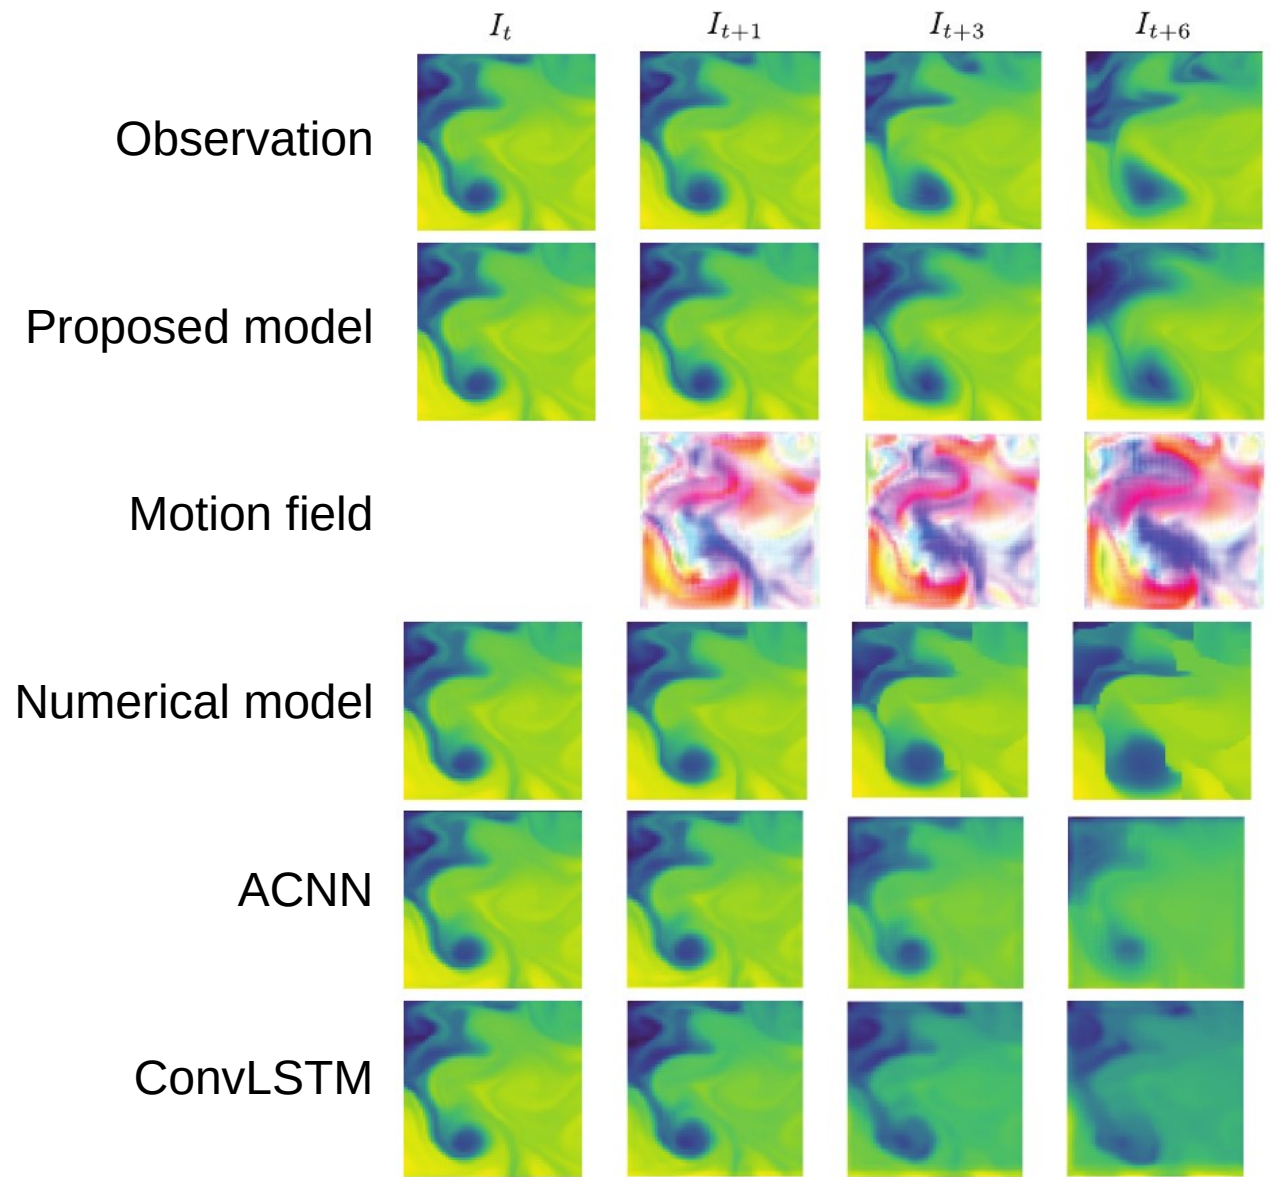 I_t I_{t+1} I_{t+3} I_{t+6}
Observation
Proposed model
Motion field
Numerical model
ACNN
ConvLSTM